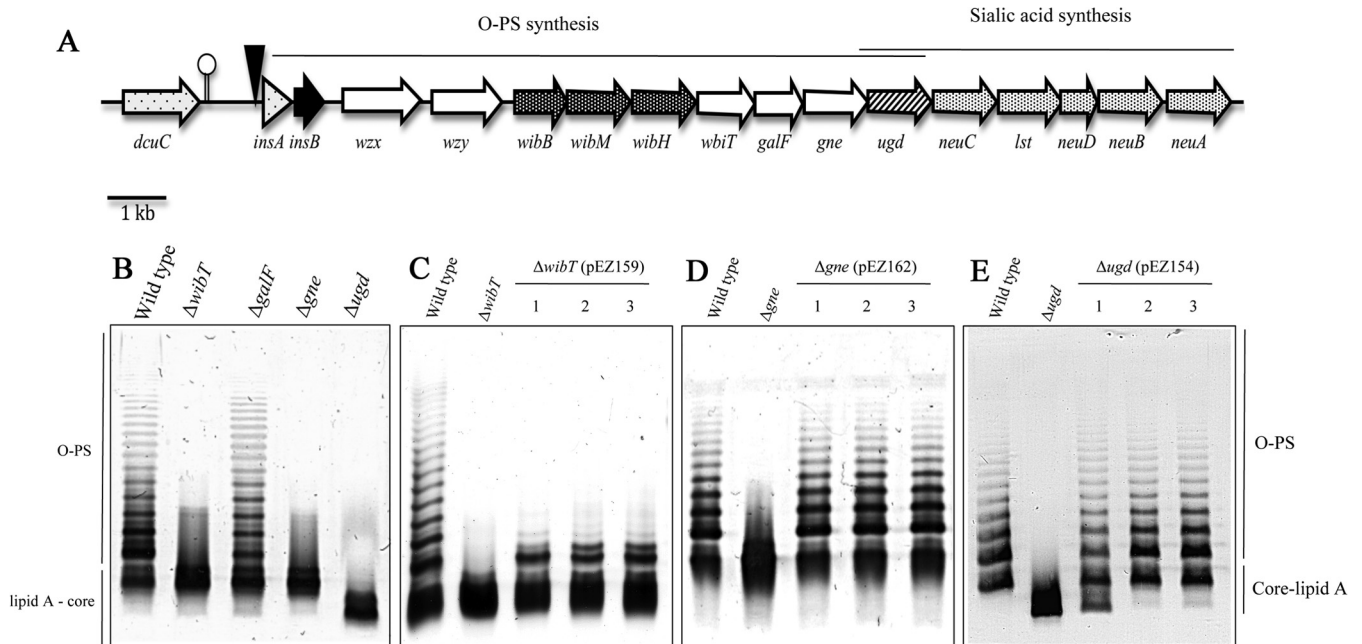 A
O-PS synthesis
Sialic acid synthesis
dcuC insA insB wzx wzy wibB wibM wibH wbiT galF gne ugd neuC lst neuD neuB neuA
1 kb
B
Wild type ΔwibT ΔgalF Δgne Δugd
O-PS
lipid A - core
C
Wild type ΔwibT ΔwibT (pEZ159)
1 2 3
D
Wild type Δgne Δgne (pEZ162)
1 2 3
E
Wild type Δugd Δugd (pEZ154)
1 2 3
O-PS
Core-lipid A